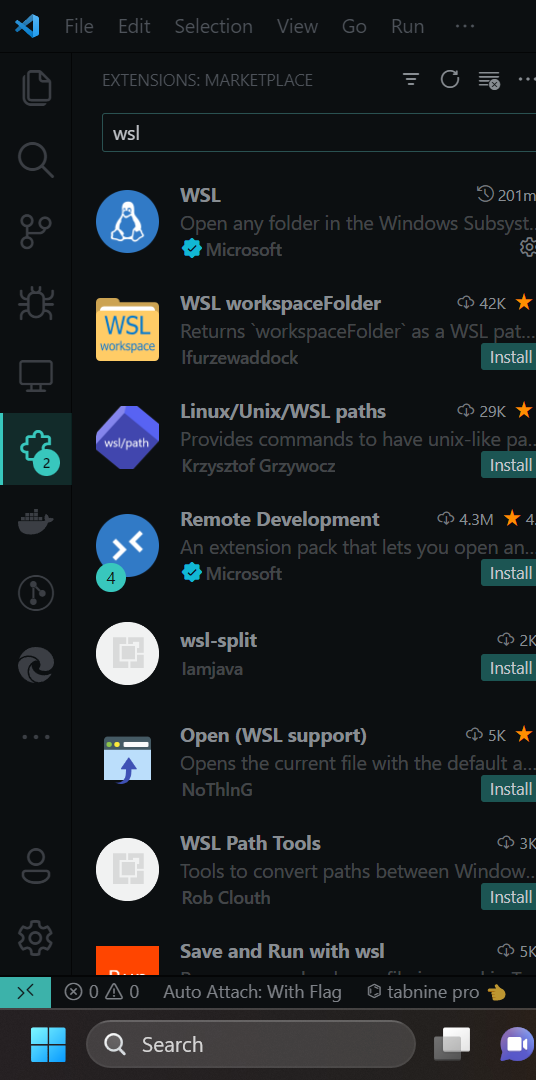 File Edit Selection View Go Run ...
EXTENSIONS: MARKETPLACE
wsl
WSL 201m
Open any folder in the Windows Subsyst...
Microsoft
WSL workspaceFolder 42K
WSL workspace
Returns `workspaceFolder` as a WSL pat...
lfurzewaddock Install
Linux/Unix/WSL paths 29K
wsl/path
Provides commands to have unix-like pa...
Krzysztof Grzywocz Install
2
Remote Development 4.3M 4.
An extension pack that lets you open an...
4
Microsoft Install
wsl-split 2K
Iamjava Install
Open (WSL support) 5K
Opens the current file with the default a...
NoThlnG Install
WSL Path Tools 3K
Tools to convert paths between Window...
Rob Clouth Install
Save and Run with wsl 5K
Run
0 0 Auto Attach: With Flag tabnine pro
Search